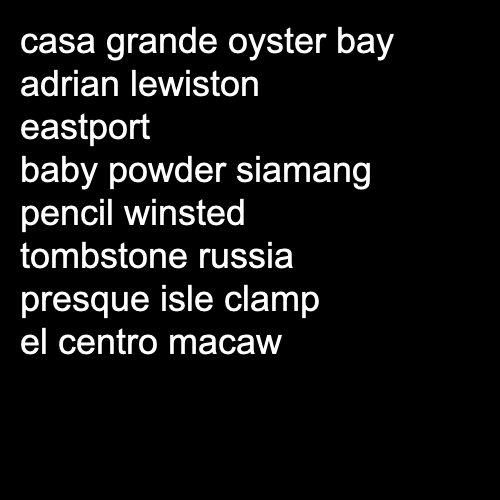 casa grande oyster bay
adrian lewiston
eastport
baby powder siamang
pencil winsted
tombstone russia
presque isle clamp
el centro macaw